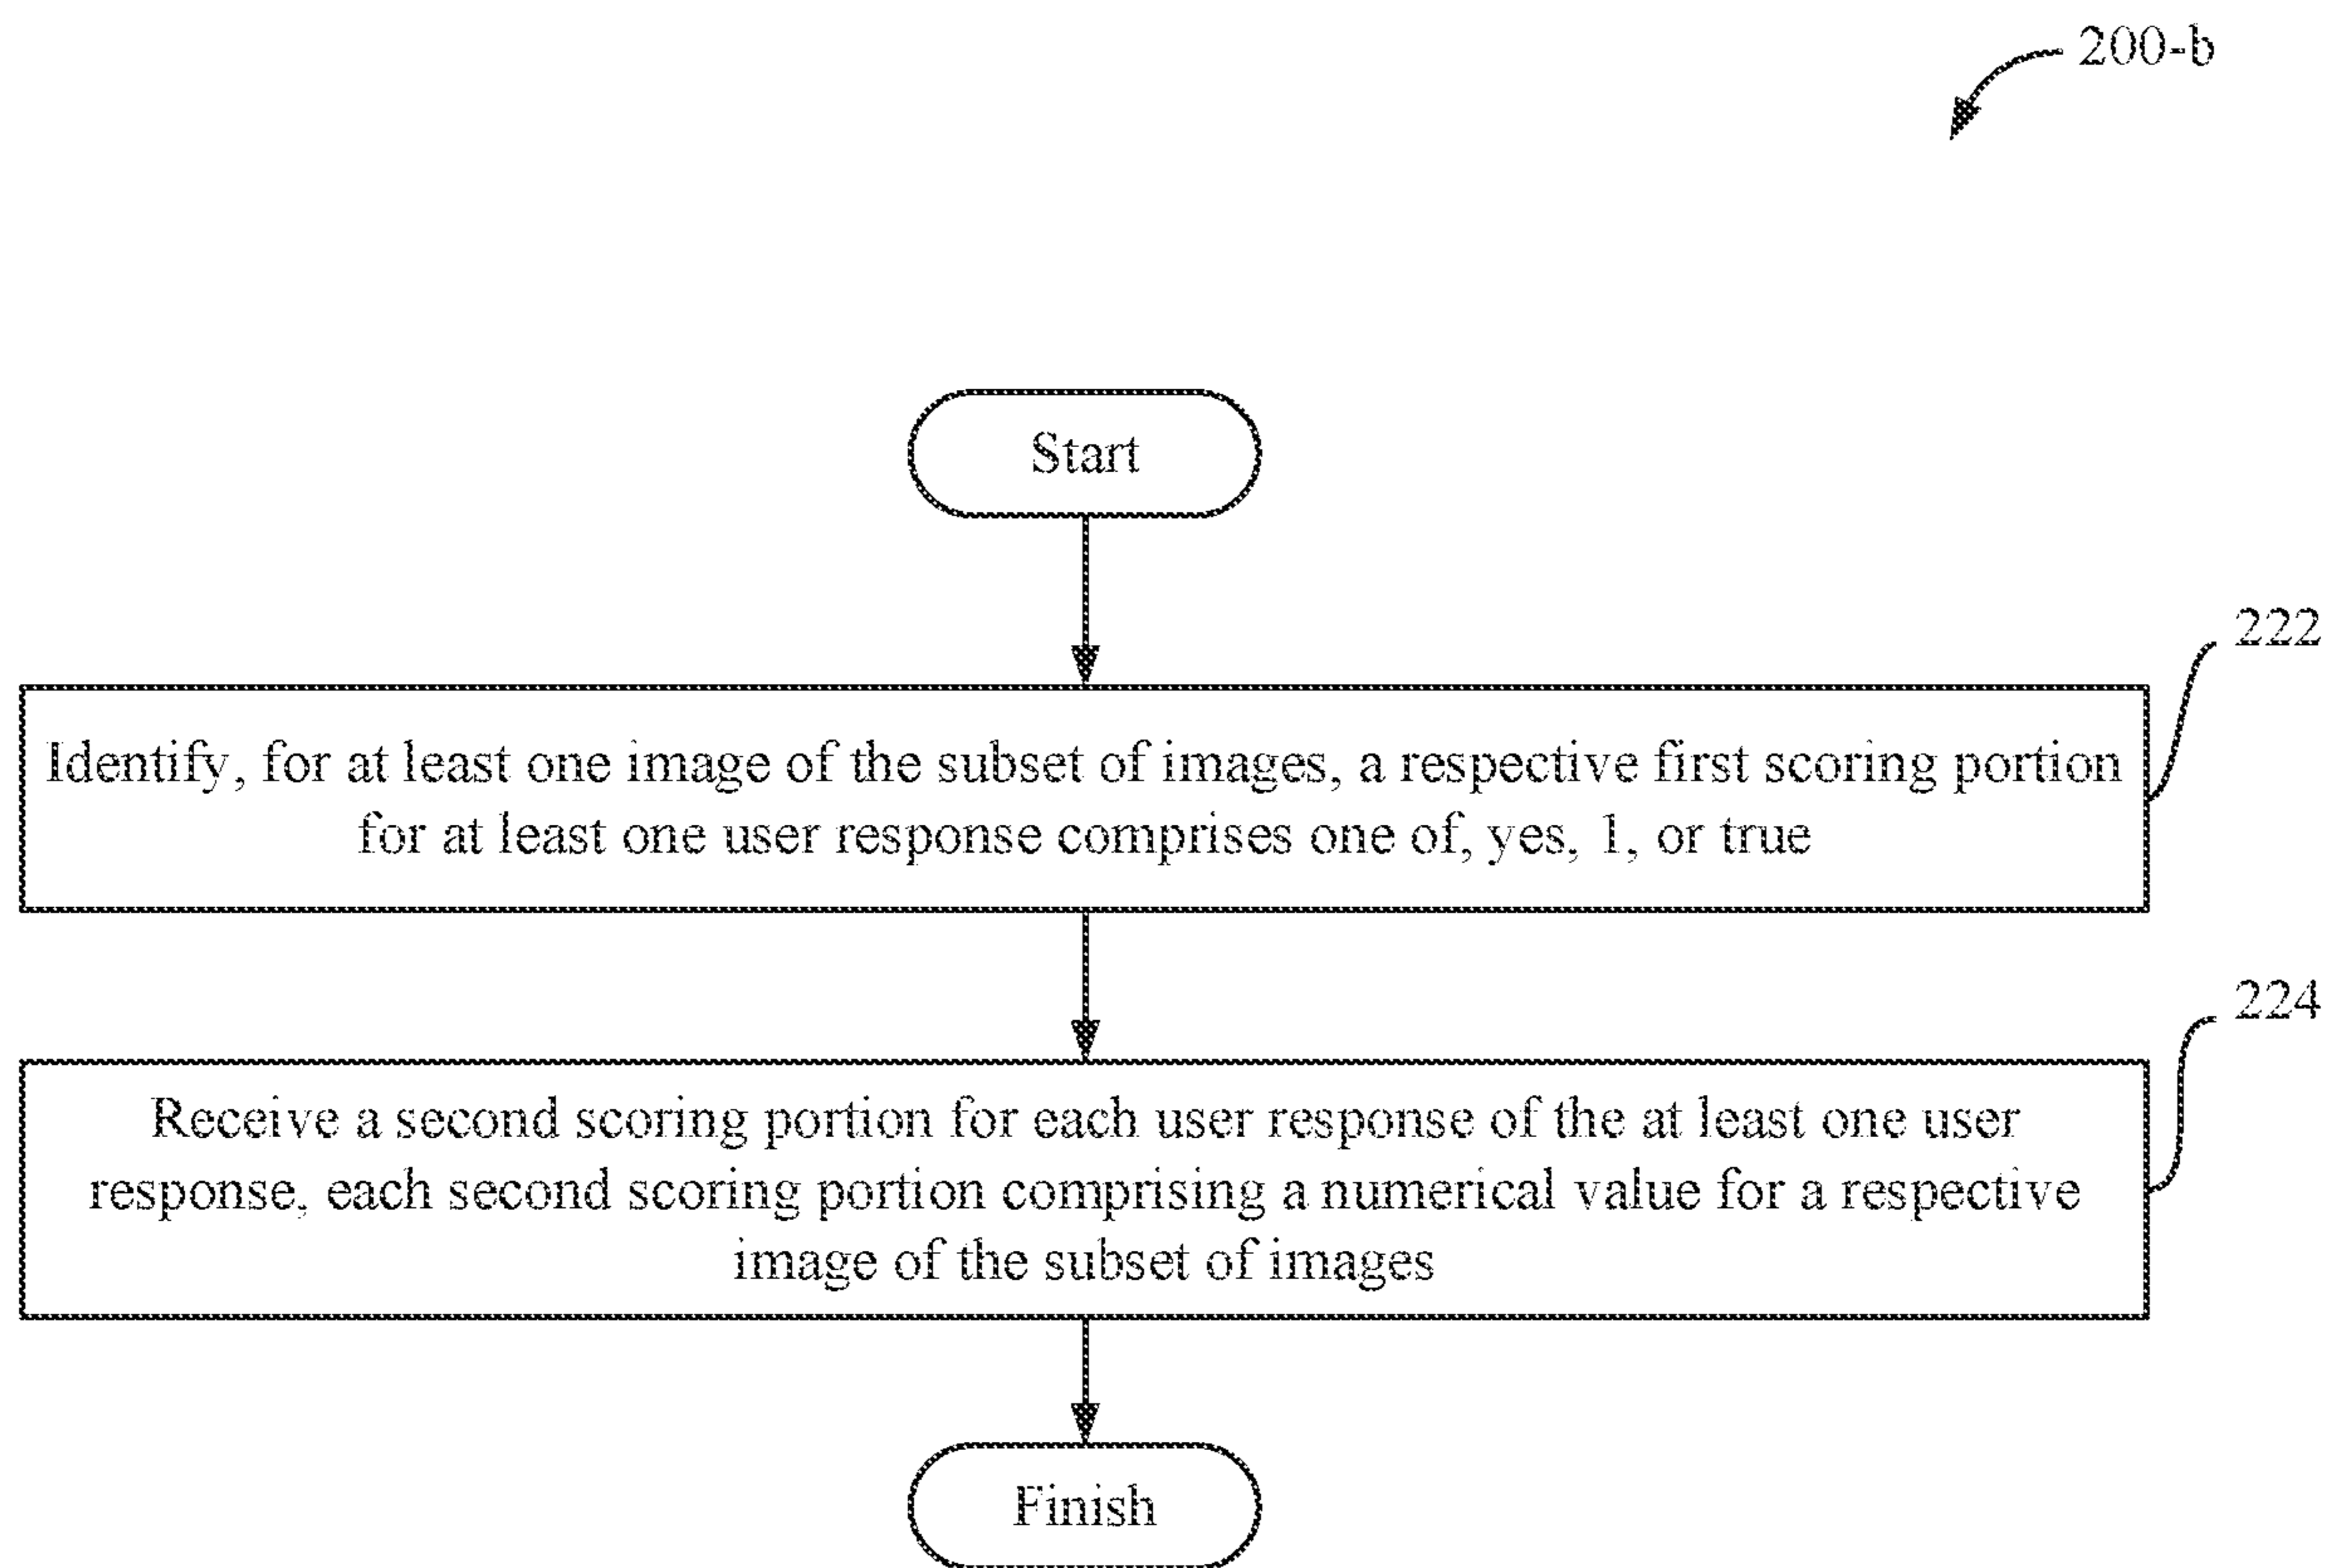 200-b
Start
222
Identify, for at least one image of the subset of images, a respective first scoring portion
for at least one user response comprises one of, yes, 1, or true
224
Receive a second scoring portion for each user response of the at least one user
response, each second scoring portion comprising a numerical value for a respective
image of the subset of images
Finish